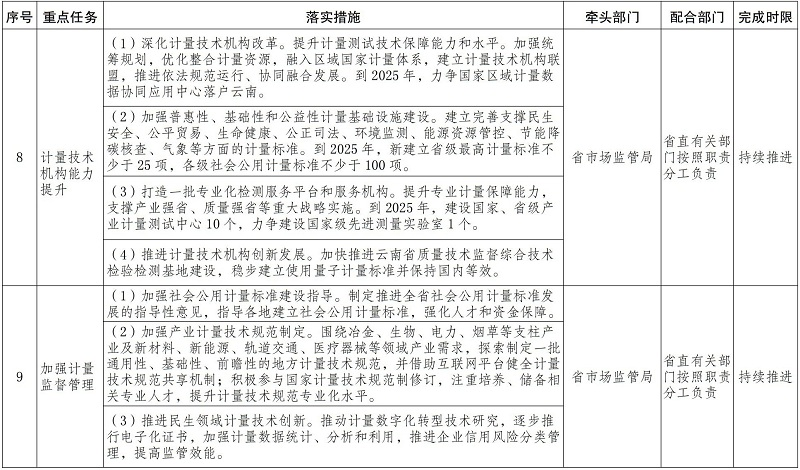 序号 重点任务 落实措施 牵头部门 配合部门 完成时限
8
计量技术
机构能力
提升
（1）深化计量技术机构改革。提升计量测试技术保障能力和水平。加强统
筹规划，优化整合计量资源，融入区域国家计量体系，建立计量技术机构联
盟，推进依法规范运行、协同融合发展。到 2025 年，力争国家区域计量数
据协同应用中心落户云南。
（2）加强普惠性、基础性和公益性计量基础设施建设。建立完善支撑民生
安全、公平贸易、生命健康、公正司法、环境监测、能源资源管控、节能降
碳核查、气象等方面的计量标准。到 2025 年，新建立省级最高计量标准不
少于 25 项，各级社会公用计量标准不少于 100 项。
（3）打造一批专业化检测服务平台和服务机构。提升专业计量保障能力，
支撑产业强省、质量强省等重大战略实施。到 2025 年，建设国家、省级产
业计量测试中心 10 个，力争建设国家级先进测量实验室 1 个。
（4）推进计量技术机构创新发展。加快推进云南省质量技术监督综合技术
检验检测基地建设，稳步建立使用量子计量标准并保持国内等效。
省市场监管局
省直有关部
门按照职责
分工负责
持续推进
9
加强计量
监督管理
（1）加强社会公用计量标准建设指导。制定推进全省社会公用计量标准发
展的指导性意见，指导各地建立社会公用计量标准，强化人才和资金保障。
（2）加强产业计量技术规范制定。围绕冶金、生物、电力、烟草等支柱产
业及新材料、新能源、轨道交通、医疗器械等领域产业需求，探索制定一批
通用性、基础性、前瞻性的地方计量技术规范，并借助互联网平台健全计量
技术规范共享机制；积极参与国家计量技术规范制修订，注重培养、储备相
关专业人才，提升计量技术规范专业化水平。
（3）推进民生领域计量技术创新。推动计量数字化转型技术研究，逐步推
行电子化证书，加强计量数据统计、分析和利用，推进企业信用风险分类管
理，提高监管效能。
省市场监管局
省直有关部
门按照职责
分工负责
持续推进